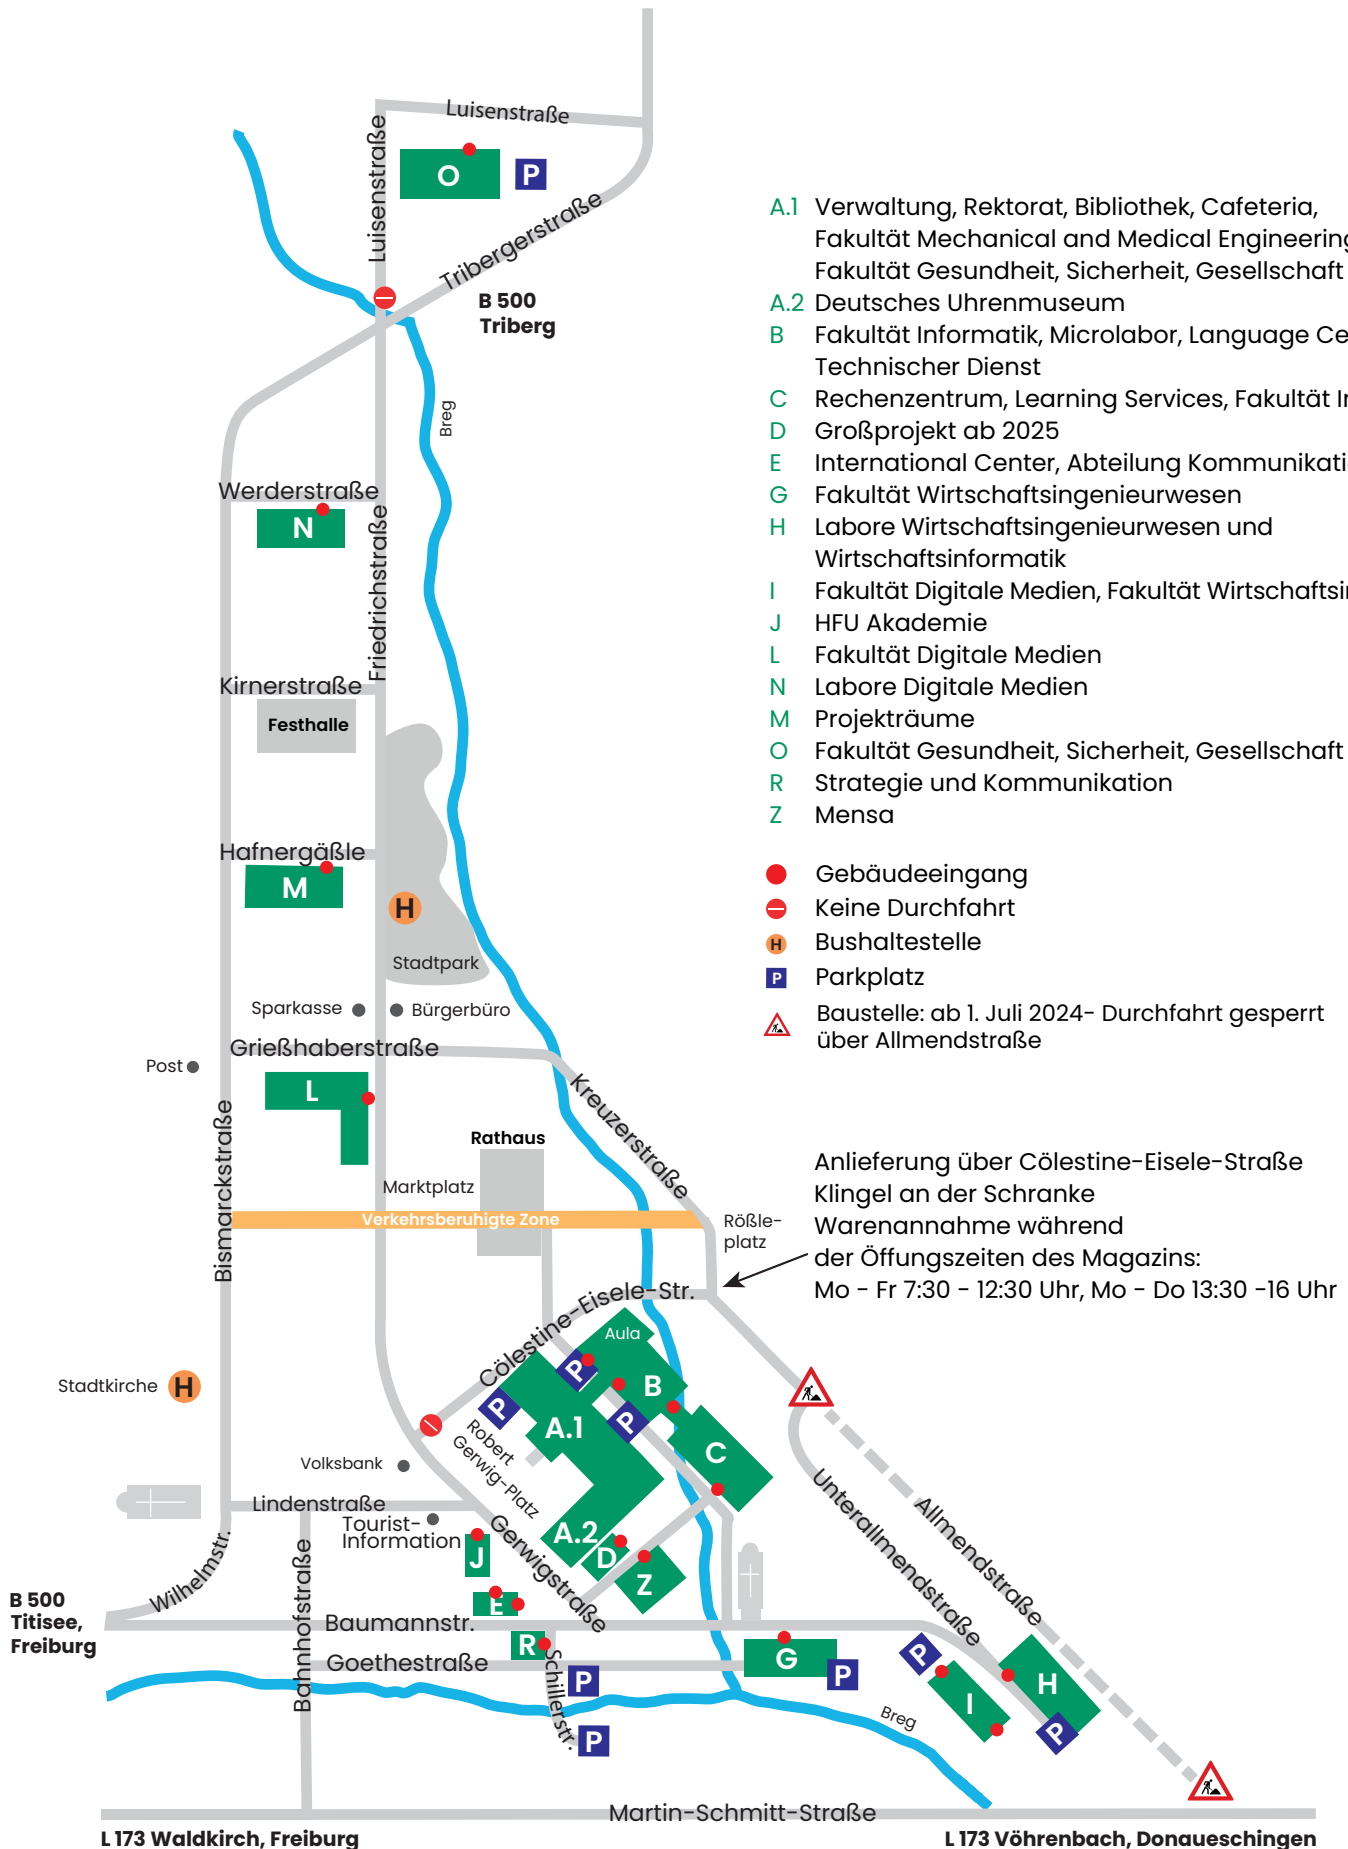 Luisenstraße
Luisenstraße
O
P
Tribergerstraße
B 500
Triberg
Breg
Werderstraße
N
Friedrichstraße
Kirnerstraße
Festhalle
Hafnergäßle
M
H
Stadtpark
Sparkasse
Bürgerbüro
Grießhaberstraße
Post
L
Kreuzerstraße
Bismarckstraße
Rathaus
Marktplatz
Verkehrsberuhigte Zone
Rößle-
platz
Cölestine-Eisele-Str.
Aula
Stadtkirche
H
P
P
P
B
A.1
C
Robert
Gerwig-Platz
Volksbank
Lindenstraße
Tourist-
Information
A.2
D
Z
J
E
Gerwigstraße
Wilhelmstr.
B 500
Titisee,
Freiburg
Bahnhofstraße
Baumannstr.
R
Goethestraße
Schillerstr.
P
P
G
P
Unterallmendstraße
Allmendstraße
P
I
H
P
Breg
Martin-Schmitt-Straße
L 173 Waldkirch, Freiburg
L 173 Vöhrenbach, Donaueschingen
A.1 Verwaltung, Rektorat, Bibliothek, Cafeteria,
Fakultät Mechanical and Medical Engineering
Fakultät Gesundheit, Sicherheit, Gesellschaft
A.2 Deutsches Uhrenmuseum
B Fakultät Informatik, Microlabor, Language Ce
Technischer Dienst
C Rechenzentrum, Learning Services, Fakultät In
D Großprojekt ab 2025
E International Center, Abteilung Kommunikati
G Fakultät Wirtschaftsingenieurwesen
H Labore Wirtschaftsingenieurwesen und
Wirtschaftsinformatik
I Fakultät Digitale Medien, Fakultät Wirtschaftsi
J HFU Akademie
L Fakultät Digitale Medien
N Labore Digitale Medien
M Projekträume
O Fakultät Gesundheit, Sicherheit, Gesellschaft
R Strategie und Kommunikation
Z Mensa
Gebäudeeingang
Keine Durchfahrt
H Bushaltestelle
P Parkplatz
Baustelle: ab 1. Juli 2024- Durchfahrt gesperrt
über Allmendstraße
Anlieferung über Cölestine-Eisele-Straße
Klingel an der Schranke
Warenannahme während
der Öffungszeiten des Magazins:
Mo - Fr 7:30 - 12:30 Uhr, Mo - Do 13:30 -16 Uhr